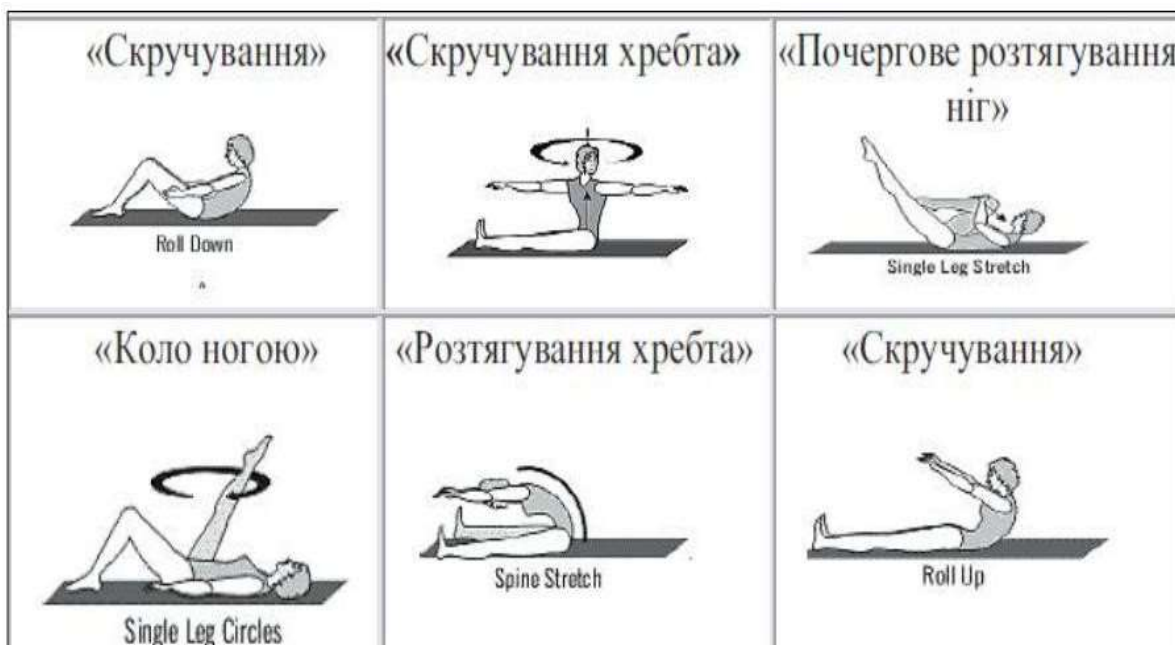 «Скручування»
«Скручування хребта»
«Почергове розтягування
ніг»
Roll Down
Single Leg Stretch
«Коло ногою»
«Розтягування хребта»
«Скручування»
Single Leg Circles
Spine Stretch
Roll Up